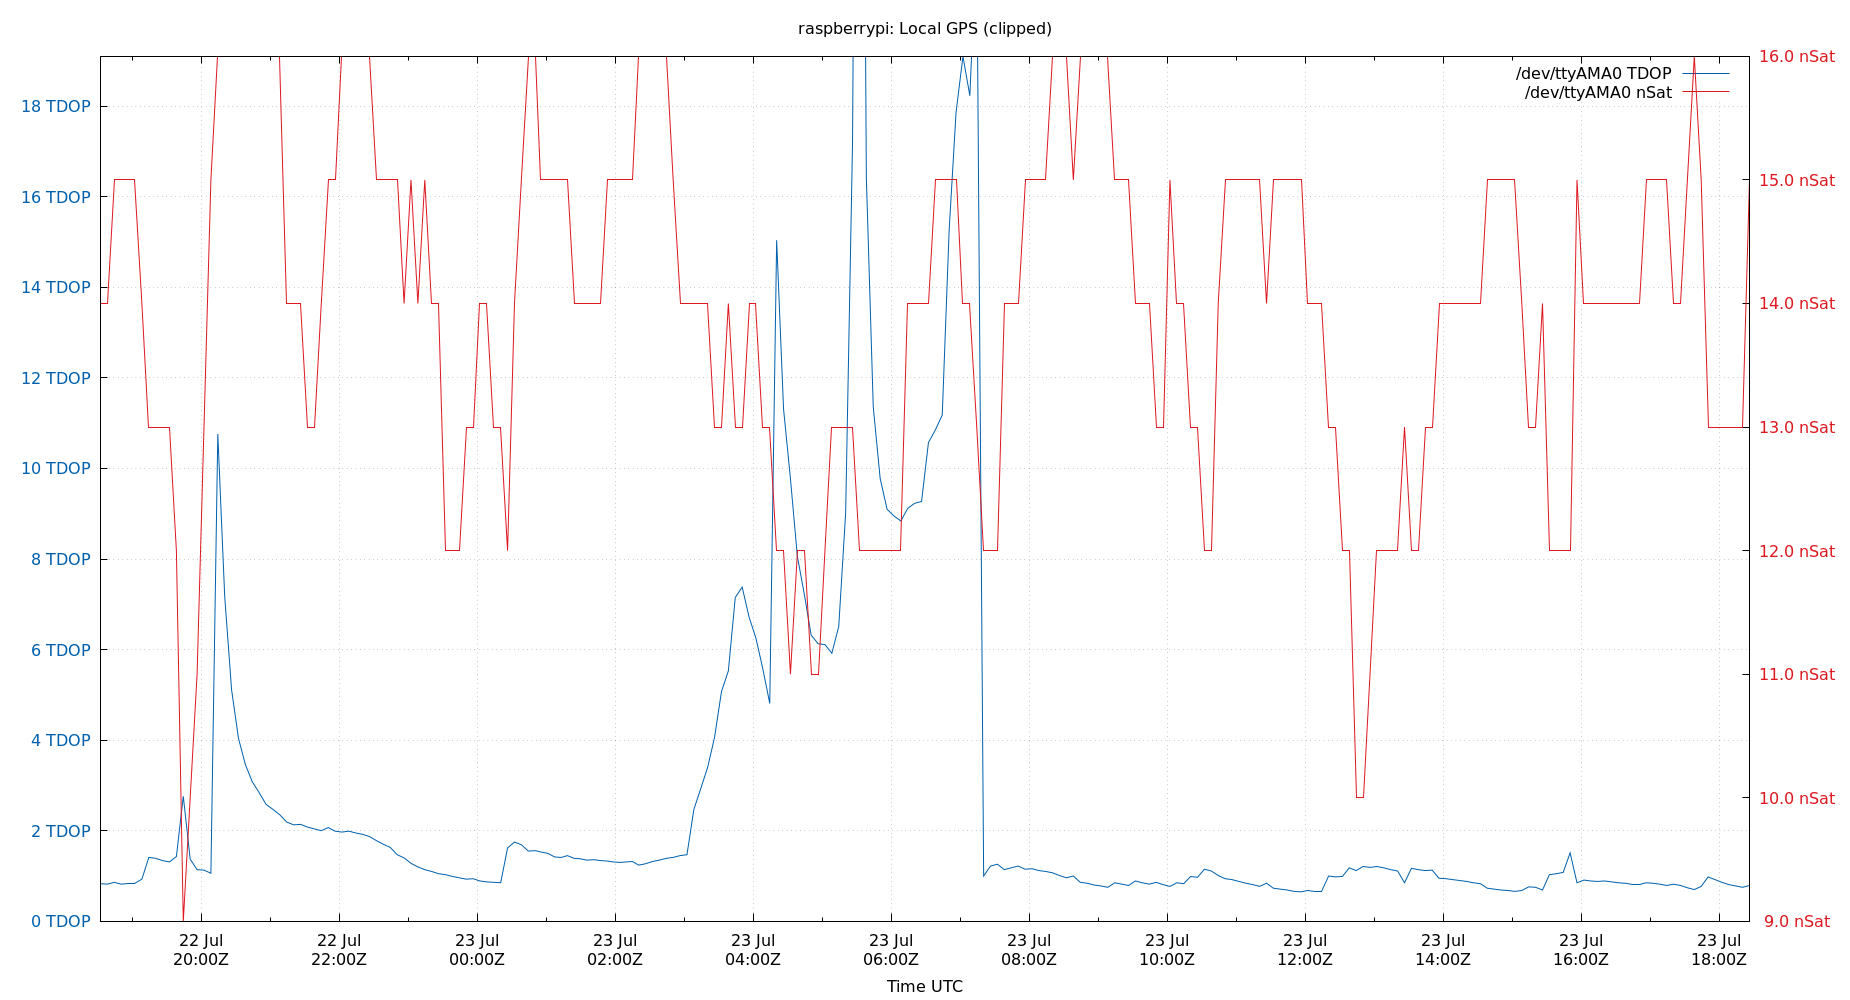 raspberrypi: Local GPS (clipped)
/dev/ttyAMA0 TDOP
/dev/ttyAMA0 nSat
18 TDOP
16 TDOP
14 TDOP
12 TDOP
10 TDOP
8 TDOP
6 TDOP
4 TDOP
2 TDOP
0 TDOP
16.0 nSat
15.0 nSat
14.0 nSat
13.0 nSat
12.0 nSat
11.0 nSat
10.0 nSat
9.0 nSat
22 Jul
20:00Z
22 Jul
22:00Z
23 Jul
00:00Z
23 Jul
02:00Z
23 Jul
04:00Z
23 Jul
06:00Z
23 Jul
08:00Z
23 Jul
10:00Z
23 Jul
12:00Z
23 Jul
14:00Z
23 Jul
16:00Z
23 Jul
18:00Z
Time UTC